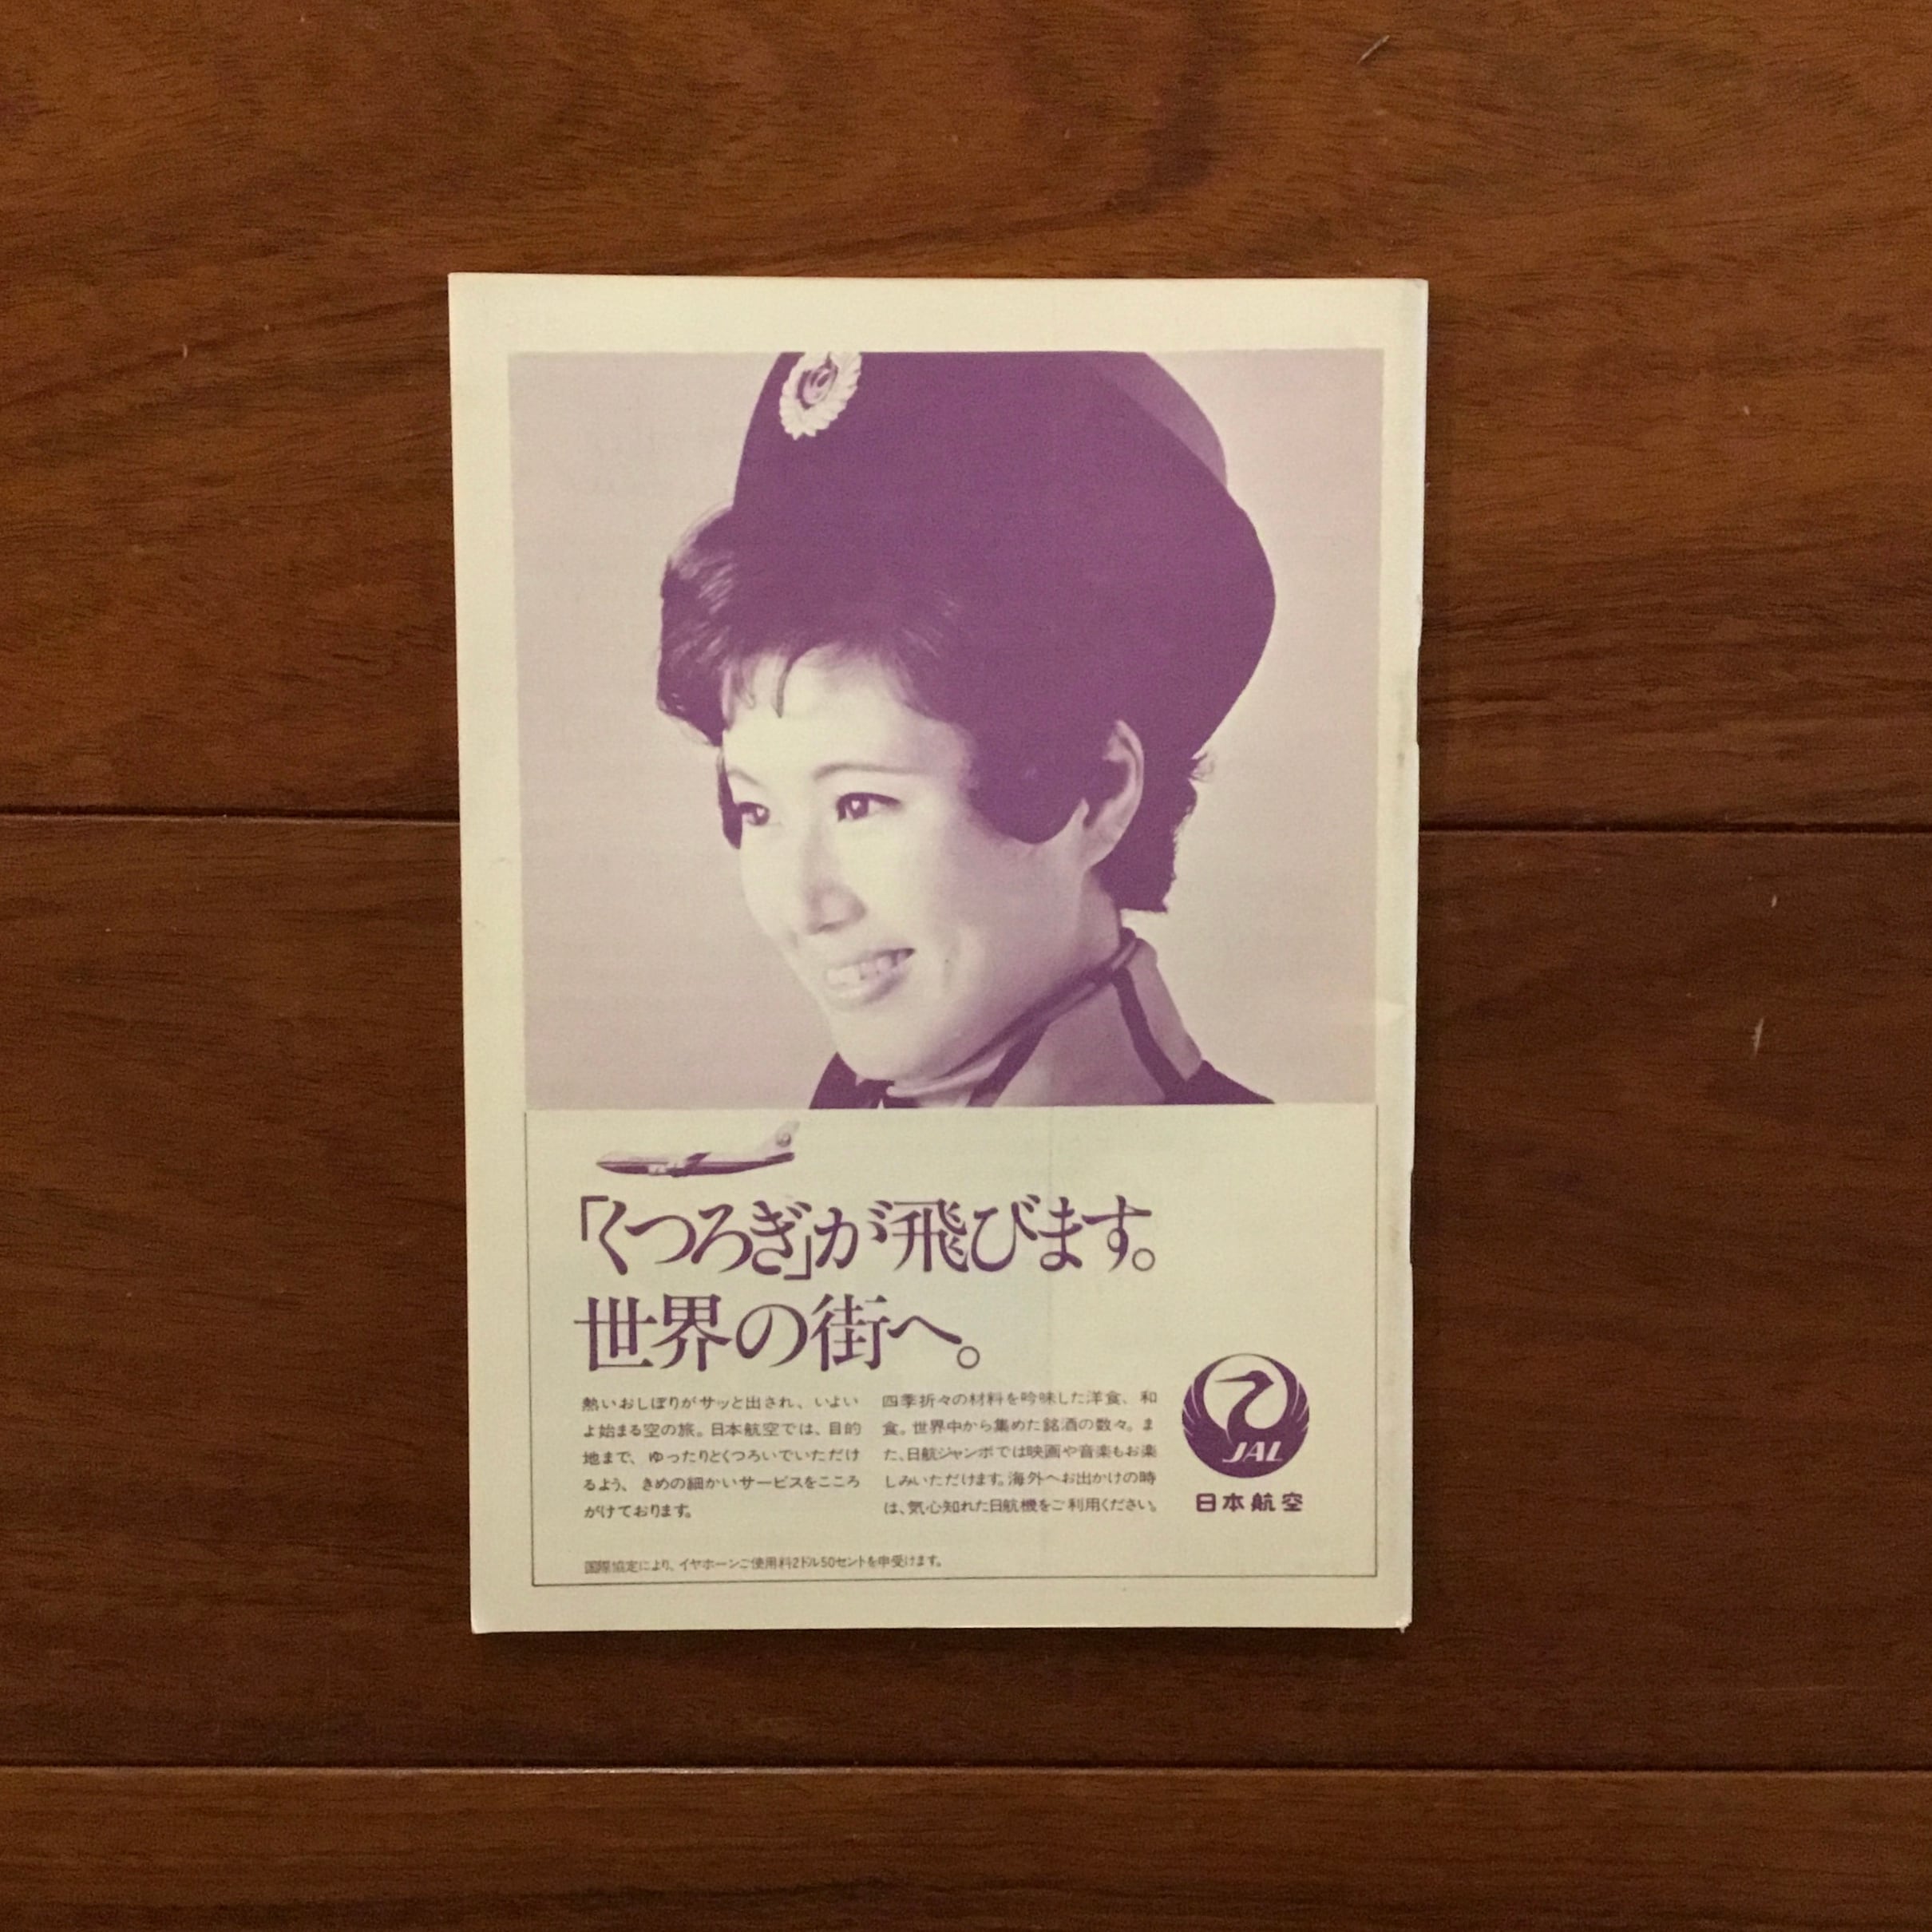 「くつろぎ」が飛びます。
世界の街へ。
熱いおしぼりがサッと出され、いよい
よ始まる空の旅。日本航空では、目的
地まで、ゆったりとくつろいでいただけ
るよう、きめの細かいサービスをこころ
がけております。
四季折々の材料を吟味した洋食、和
食。世界中から集めた銘酒の数々。ま
た、日航ジャンボでは映画や音楽もお楽
しみいただけます。海外へお出かけの時
は、気心知れた日航機をご利用ください。
JAL
日本航空
国際協定により、イヤホーンご使用料2ドル50セントを申受けます。